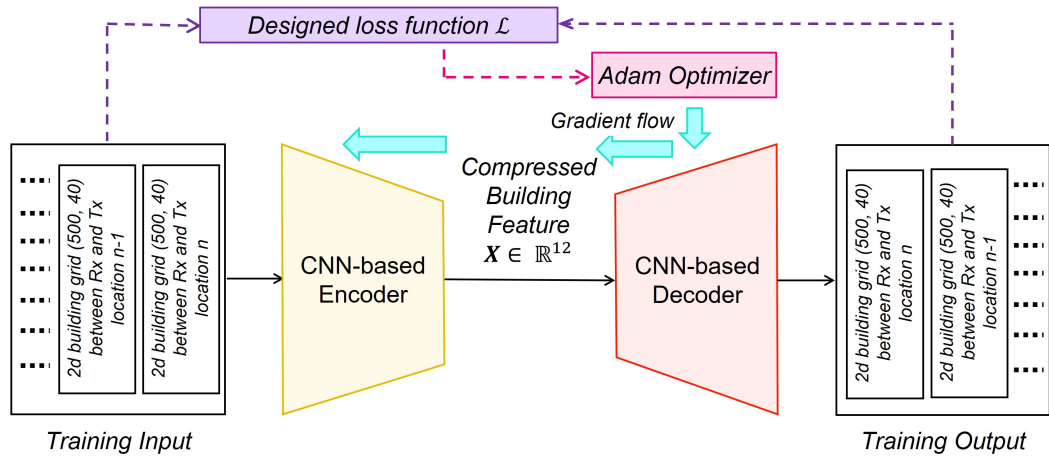 Designed loss function ℒ
Adam Optimizer
Gradient flow
2d building grid (500, 40)
between Rx and Tx
location n-1
2d building grid (500, 40)
between Rx and Tx
location n
Training Input
CNN-based
Encoder
Compressed
Building
Feature
X ∈ ℝ¹²
CNN-based
Decoder
2d building grid (500, 40)
between Rx and Tx
location n
2d building grid (500, 40)
between Rx and Tx
location n-1
Training Output